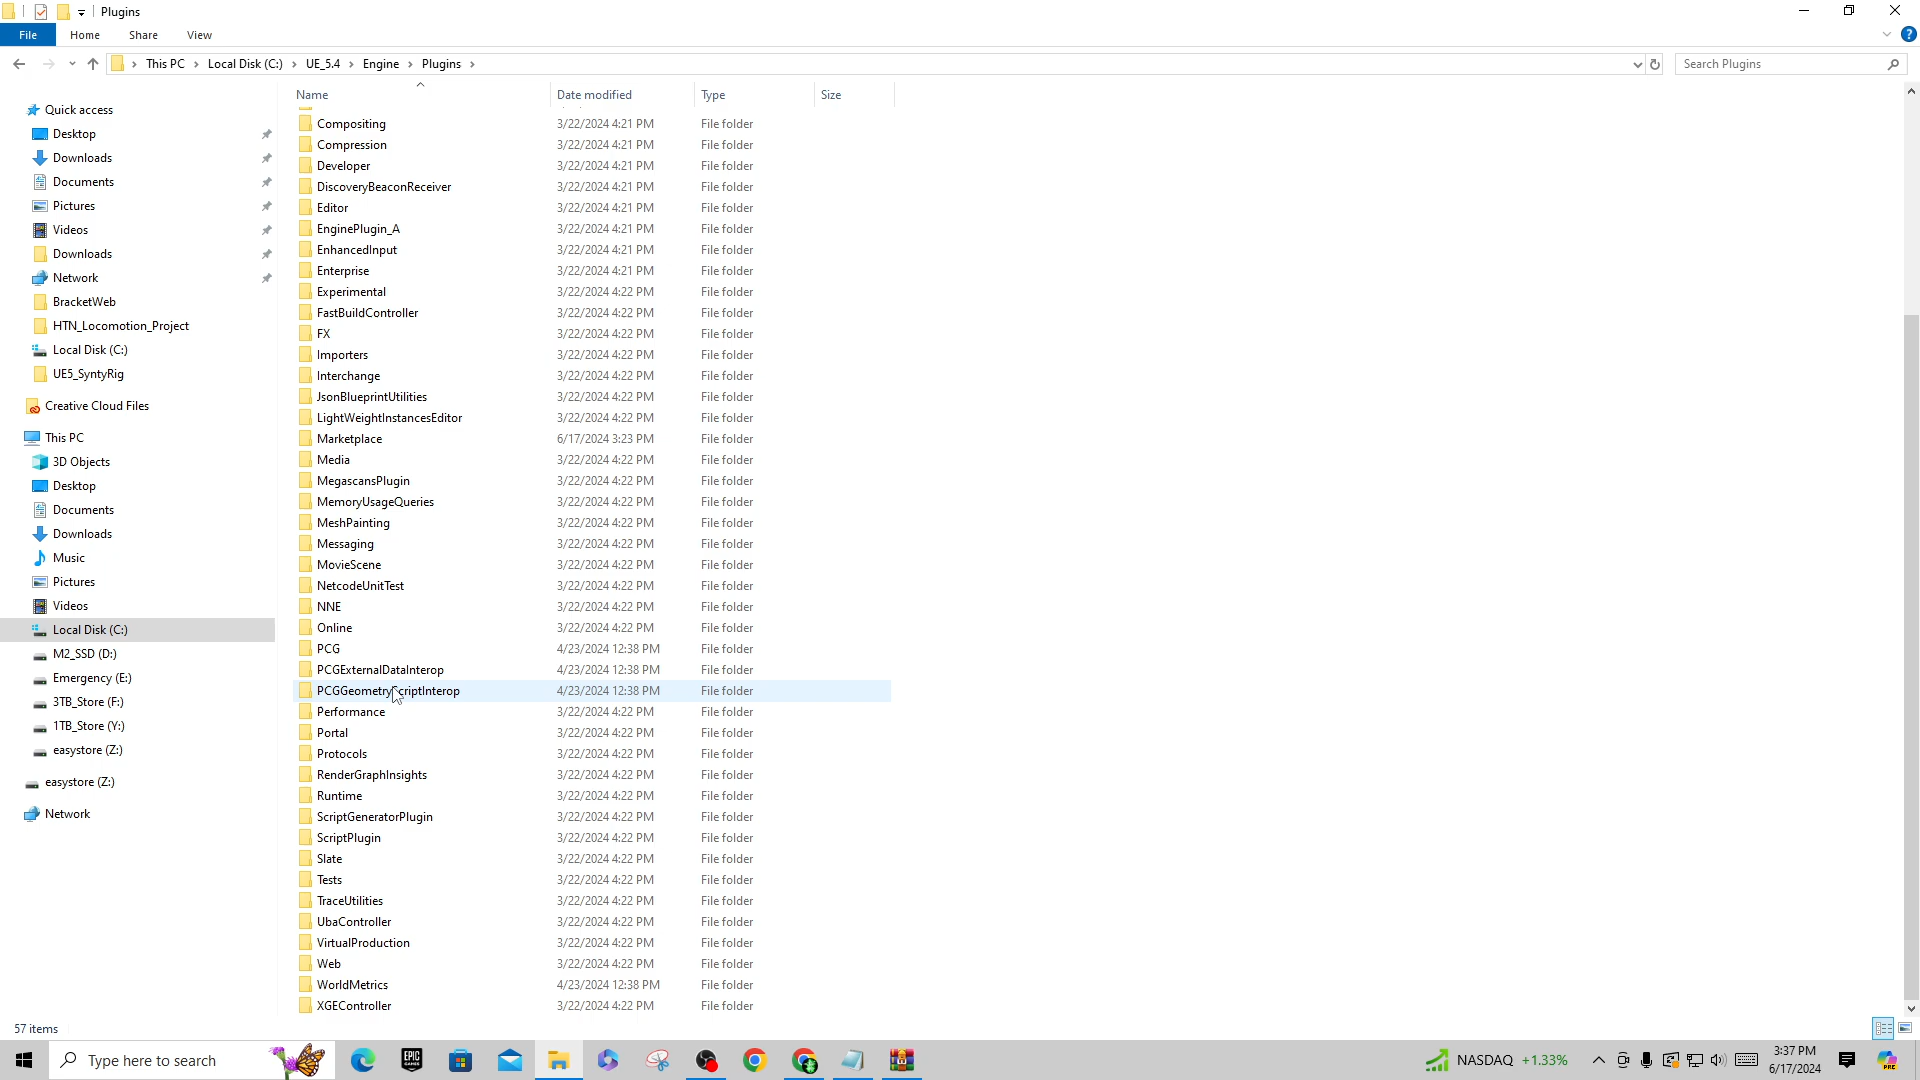 Plugins
File
Home
Share
View
This PC
Local Disk (C:)
UE_5.4
Engine
Plugins
Search Plugins
Name
Date modified
Type
Size
Quick access
Desktop
Downloads
Documents
Pictures
Videos
Downloads
Network
BracketWeb
HTN_Locomotion_Project
Local Disk (C:)
UE5_SyntyRig
Creative Cloud Files
This PC
3D Objects
Desktop
Documents
Downloads
Music
Pictures
Videos
Local Disk (C:)
M2_SSD (D:)
Emergency (E:)
3TB_Store (F:)
1TB_Store (Y:)
easystore (Z:)
easystore (Z:)
Network
Compositing 3/22/2024 4:21 PM File folder
Compression 3/22/2024 4:21 PM File folder
Developer 3/22/2024 4:21 PM File folder
DiscoveryBeaconReceiver 3/22/2024 4:21 PM File folder
Editor 3/22/2024 4:21 PM File folder
EnginePlugin_A 3/22/2024 4:21 PM File folder
EnhancedInput 3/22/2024 4:21 PM File folder
Enterprise 3/22/2024 4:21 PM File folder
Experimental 3/22/2024 4:22 PM File folder
FastBuildController 3/22/2024 4:22 PM File folder
FX 3/22/2024 4:22 PM File folder
Importers 3/22/2024 4:22 PM File folder
Interchange 3/22/2024 4:22 PM File folder
JsonBlueprintUtilities 3/22/2024 4:22 PM File folder
LightWeightInstancesEditor 3/22/2024 4:22 PM File folder
Marketplace 6/17/2024 3:23 PM File folder
Media 3/22/2024 4:22 PM File folder
MegascansPlugin 3/22/2024 4:22 PM File folder
MemoryUsageQueries 3/22/2024 4:22 PM File folder
MeshPainting 3/22/2024 4:22 PM File folder
Messaging 3/22/2024 4:22 PM File folder
MovieScene 3/22/2024 4:22 PM File folder
NetcodeUnitTest 3/22/2024 4:22 PM File folder
NNE 3/22/2024 4:22 PM File folder
Online 3/22/2024 4:22 PM File folder
PCG 4/23/2024 12:38 PM File folder
PCGExternalDataInterop 4/23/2024 12:38 PM File folder
PCGGeometryScriptInterop 4/23/2024 12:38 PM File folder
Performance 3/22/2024 4:22 PM File folder
Portal 3/22/2024 4:22 PM File folder
Protocols 3/22/2024 4:22 PM File folder
RenderGraphInsights 3/22/2024 4:22 PM File folder
Runtime 3/22/2024 4:22 PM File folder
ScriptGeneratorPlugin 3/22/2024 4:22 PM File folder
ScriptPlugin 3/22/2024 4:22 PM File folder
Slate 3/22/2024 4:22 PM File folder
Tests 3/22/2024 4:22 PM File folder
TraceUtilities 3/22/2024 4:22 PM File folder
UbaController 3/22/2024 4:22 PM File folder
VirtualProduction 3/22/2024 4:22 PM File folder
Web 3/22/2024 4:22 PM File folder
WorldMetrics 4/23/2024 12:38 PM File folder
XGEController 3/22/2024 4:22 PM File folder
57 items
Type here to search
EPIC
GAMES
NASDAQ +1.33%
3:37 PM
6/17/2024
PRE